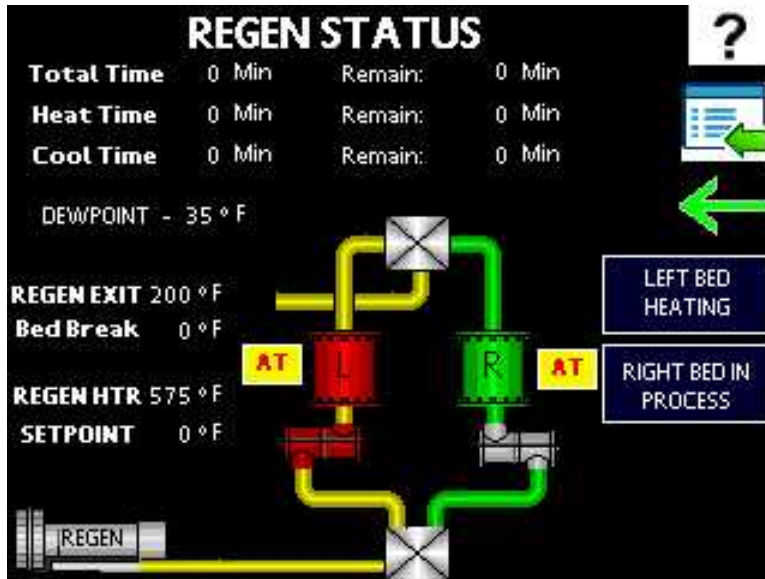 REGEN STATUS
?
Total Time 0 Min Remain: 0 Min
Heat Time 0 Min Remain: 0 Min
Cool Time 0 Min Remain: 0 Min
DEWPOINT - 35 º F
REGEN EXIT 200 º F
Bed Break 0 º F
REGEN HTR 575 º F
SETPOINT 0 º F
AT
L
R
AT
LEFT BED
HEATING
RIGHT BED IN
PROCESS
REGEN